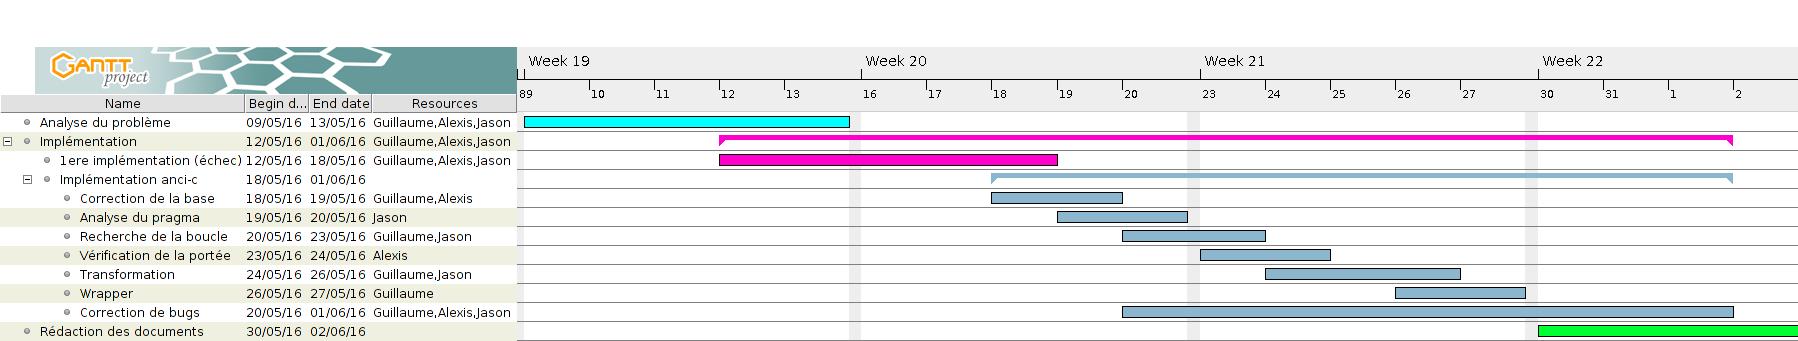 GANTT
project
Week 19 Week 20 Week 21 Week 22
89 10 11 12 13 16 17 18 19 20 23 24 25 26 27 30 31 1 2
Name Begin d... End date Resources
Analyse du problème 09/05/16 13/05/16 Guillaume,Alexis,Jason
Implémentation 12/05/16 01/06/16 Guillaume,Alexis,Jason
1ere implémentation (échec) 12/05/16 18/05/16 Guillaume,Alexis,Jason
Implémentation anci-c 18/05/16 01/06/16
Correction de la base 18/05/16 19/05/16 Guillaume,Alexis
Analyse du pragma 19/05/16 20/05/16 Jason
Recherche de la boucle 20/05/16 23/05/16 Guillaume,Jason
Vérification de la portée 23/05/16 24/05/16 Alexis
Transformation 24/05/16 26/05/16 Guillaume,Jason
Wrapper 26/05/16 27/05/16 Guillaume
Correction de bugs 20/05/16 01/06/16 Guillaume,Alexis,Jason
Rédaction des documents 30/05/16 02/06/16